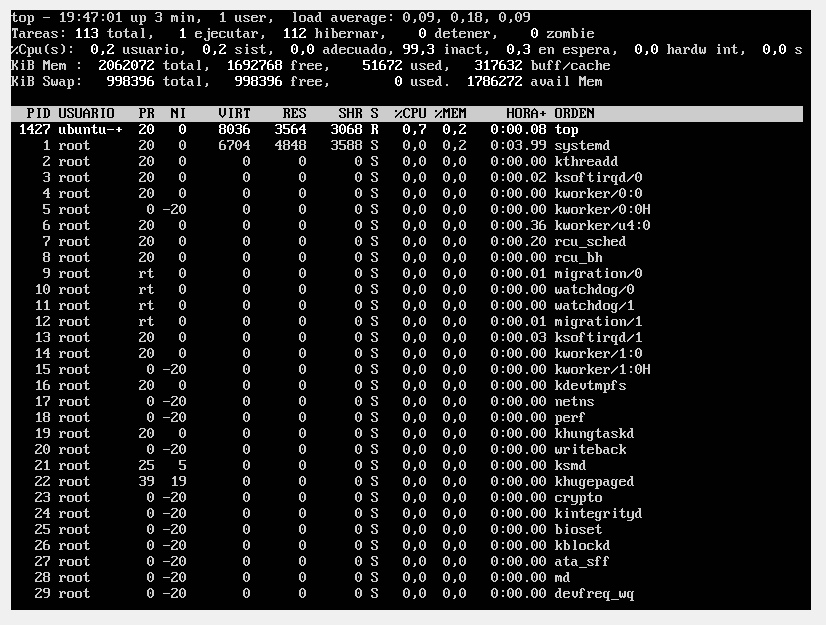 top - 19:47:01 up 3 min,  1 user,  load average: 0,09, 0,18, 0,09
Tareas: 113 total,   1 ejecutar,  112 hibernar,    0 detener,    0 zombie
%Cpu(s):  0,2 usuario,  0,2 sist,  0,0 adecuado, 99,3 inact,  0,3 en espera,  0,0 hardw int,  0,0 s
KiB Mem :  2062072 total,  1692768 free,    51672 used,   317632 buff/cache
KiB Swap:   998396 total,   998396 free,        0 used.  1786272 avail Mem
PID USUARIO   PR  NI    VIRT    RES    SHR S  %CPU %MEM     HORA+ ORDEN
1427 ubuntu-+  20   0    8036   3564   3068 R   0,7  0,2   0:00.08 top
1 root      20   0    6704   4848   3588 S   0,0  0,2   0:03.99 systemd
2 root      20   0       0      0      0 S   0,0  0,0   0:00.00 kthreadd
3 root      20   0       0      0      0 S   0,0  0,0   0:00.02 ksoftirqd/0
4 root      20   0       0      0      0 S   0,0  0,0   0:00.00 kworker/0:0
5 root       0 -20       0      0      0 S   0,0  0,0   0:00.00 kworker/0:0H
6 root      20   0       0      0      0 S   0,0  0,0   0:00.36 kworker/u4:0
7 root      20   0       0      0      0 S   0,0  0,0   0:00.20 rcu_sched
8 root      20   0       0      0      0 S   0,0  0,0   0:00.00 rcu_bh
9 root      rt   0       0      0      0 S   0,0  0,0   0:00.01 migration/0
10 root      rt   0       0      0      0 S   0,0  0,0   0:00.00 watchdog/0
11 root      rt   0       0      0      0 S   0,0  0,0   0:00.00 watchdog/1
12 root      rt   0       0      0      0 S   0,0  0,0   0:00.01 migration/1
13 root      20   0       0      0      0 S   0,0  0,0   0:00.03 ksoftirqd/1
14 root      20   0       0      0      0 S   0,0  0,0   0:00.00 kworker/1:0
15 root       0 -20       0      0      0 S   0,0  0,0   0:00.00 kworker/1:0H
16 root      20   0       0      0      0 S   0,0  0,0   0:00.00 kdevtmpfs
17 root       0 -20       0      0      0 S   0,0  0,0   0:00.00 netns
18 root       0 -20       0      0      0 S   0,0  0,0   0:00.00 perf
19 root      20   0       0      0      0 S   0,0  0,0   0:00.00 khungtaskd
20 root       0 -20       0      0      0 S   0,0  0,0   0:00.00 writeback
21 root      25   5       0      0      0 S   0,0  0,0   0:00.00 ksmd
22 root      39  19       0      0      0 S   0,0  0,0   0:00.00 khugepaged
23 root       0 -20       0      0      0 S   0,0  0,0   0:00.00 crypto
24 root       0 -20       0      0      0 S   0,0  0,0   0:00.00 kintegrityd
25 root       0 -20       0      0      0 S   0,0  0,0   0:00.00 bioset
26 root       0 -20       0      0      0 S   0,0  0,0   0:00.00 kblockd
27 root       0 -20       0      0      0 S   0,0  0,0   0:00.00 ata_sff
28 root       0 -20       0      0      0 S   0,0  0,0   0:00.00 md
29 root       0 -20       0      0      0 S   0,0  0,0   0:00.00 devfreq_wq